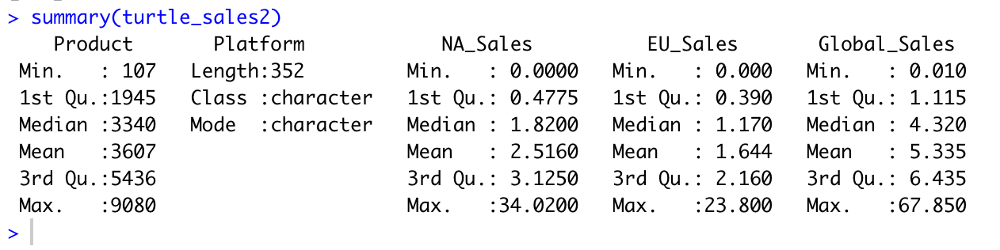 > summary(turtle_sales2)
    Product       Platform            NA_Sales          EU_Sales       Global_Sales
 Min.   : 107   Length:352         Min.   : 0.0000   Min.   : 0.000   Min.   : 0.010
 1st Qu.:1945   Class :character   1st Qu.: 0.4775   1st Qu.: 0.390   1st Qu.: 1.115
 Median :3340   Mode  :character   Median : 1.8200   Median : 1.170   Median : 4.320
 Mean   :3607                      Mean   : 2.5160   Mean   : 1.644   Mean   : 5.335
 3rd Qu.:5436                      3rd Qu.: 3.1250   3rd Qu.: 2.160   3rd Qu.: 6.435
 Max.   :9080                      Max.   :34.0200   Max.   :23.800   Max.   :67.850
>